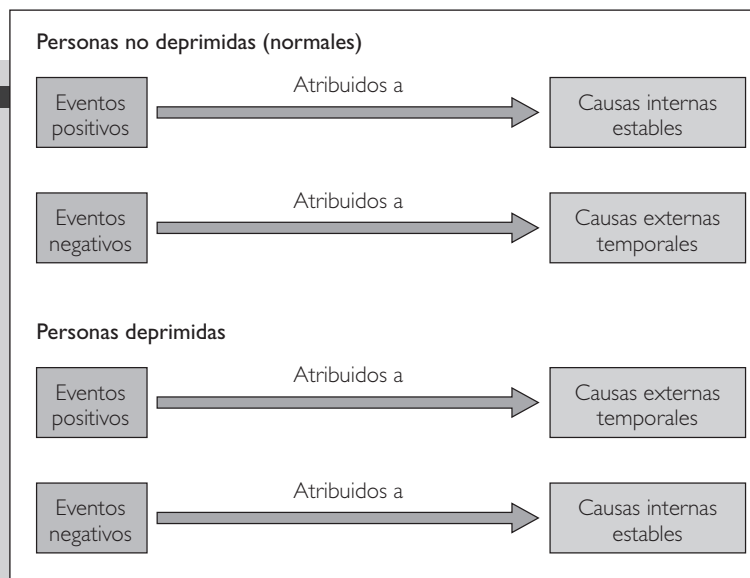 Personas no deprimidas (normales)
Eventos
positivos
Atribuidos a
Causas internas
estables
Eventos
negativos
Atribuidos a
Causas externas
temporales
Personas deprimidas
Eventos
positivos
Atribuidos a
Causas externas
temporales
Eventos
negativos
Atribuidos a
Causas internas
estables